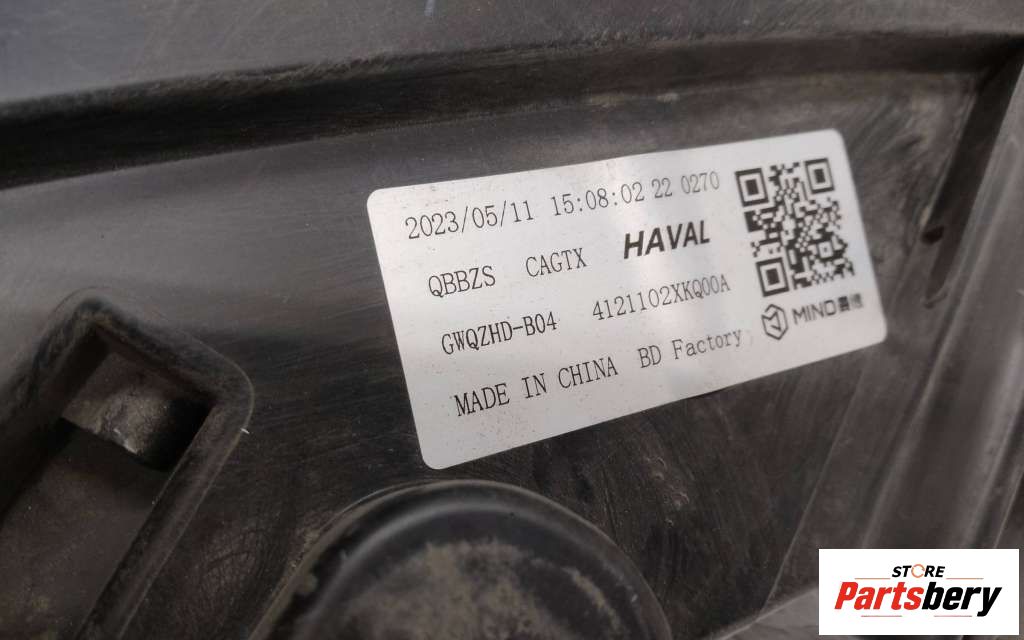 2023/05/11 15:08:02 22 0270
QBBZS CAGTX HAVAL
GWQZHD-B04 4121102XKQ00A
MIND
MADE IN CHINA BD Factory
STORE
Partsbery